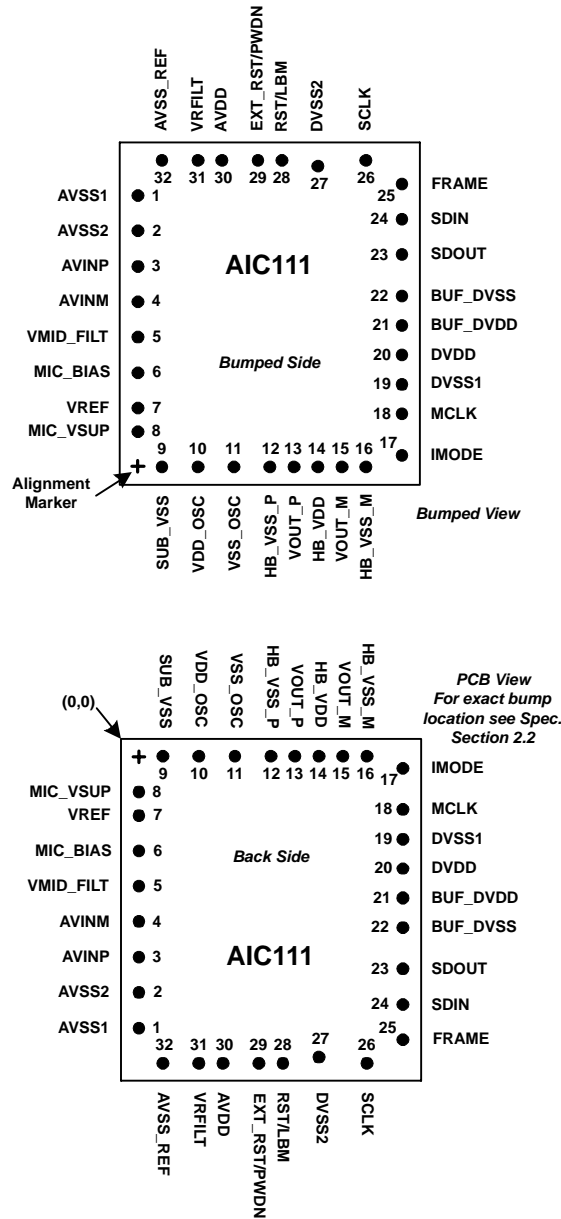 AVSS_REF
VRFILT
AVDD
EXT_RST/PWDN
RST/LBM
DVSS2
SCLK
32 31 30 29 28 27 26
AVSS1 1
AVSS2 2
AVINP 3
AVINM 4
VMID_FILT 5
MIC_BIAS 6
VREF 7
MIC_VSUP 8
AIC111
Bumped Side
25 FRAME
24 SDIN
23 SDOUT
22 BUF_DVSS
21 BUF_DVDD
20 DVDD
19 DVSS1
18 MCLK
17 IMODE
9 10 11 12 13 14 15 16
+
Alignment
Marker
SUB_VSS
VDD_OSC
VSS_OSC
HB_VSS_P
VOUT_P
HB_VDD
VOUT_M
HB_VSS_M
Bumped View
SUB_VSS
VDD_OSC
VSS_OSC
HB_VSS_P
VOUT_P
HB_VDD
VOUT_M
HB_VSS_M
PCB View
For exact bump
location see Spec.
Section 2.2
(0,0)
+
9 10 11 12 13 14 15 16
MIC_VSUP 8
VREF 7
MIC_BIAS 6
VMID_FILT 5
AVINM 4
AVINP 3
AVSS2 2
AVSS1 1
Back Side
AIC111
17 IMODE
18 MCLK
19 DVSS1
20 DVDD
21 BUF_DVDD
22 BUF_DVSS
23 SDOUT
24 SDIN
25 FRAME
32 31 30 29 28 27 26
AVSS_REF
VRFILT
AVDD
EXT_RST/PWDN
RST/LBM
DVSS2
SCLK